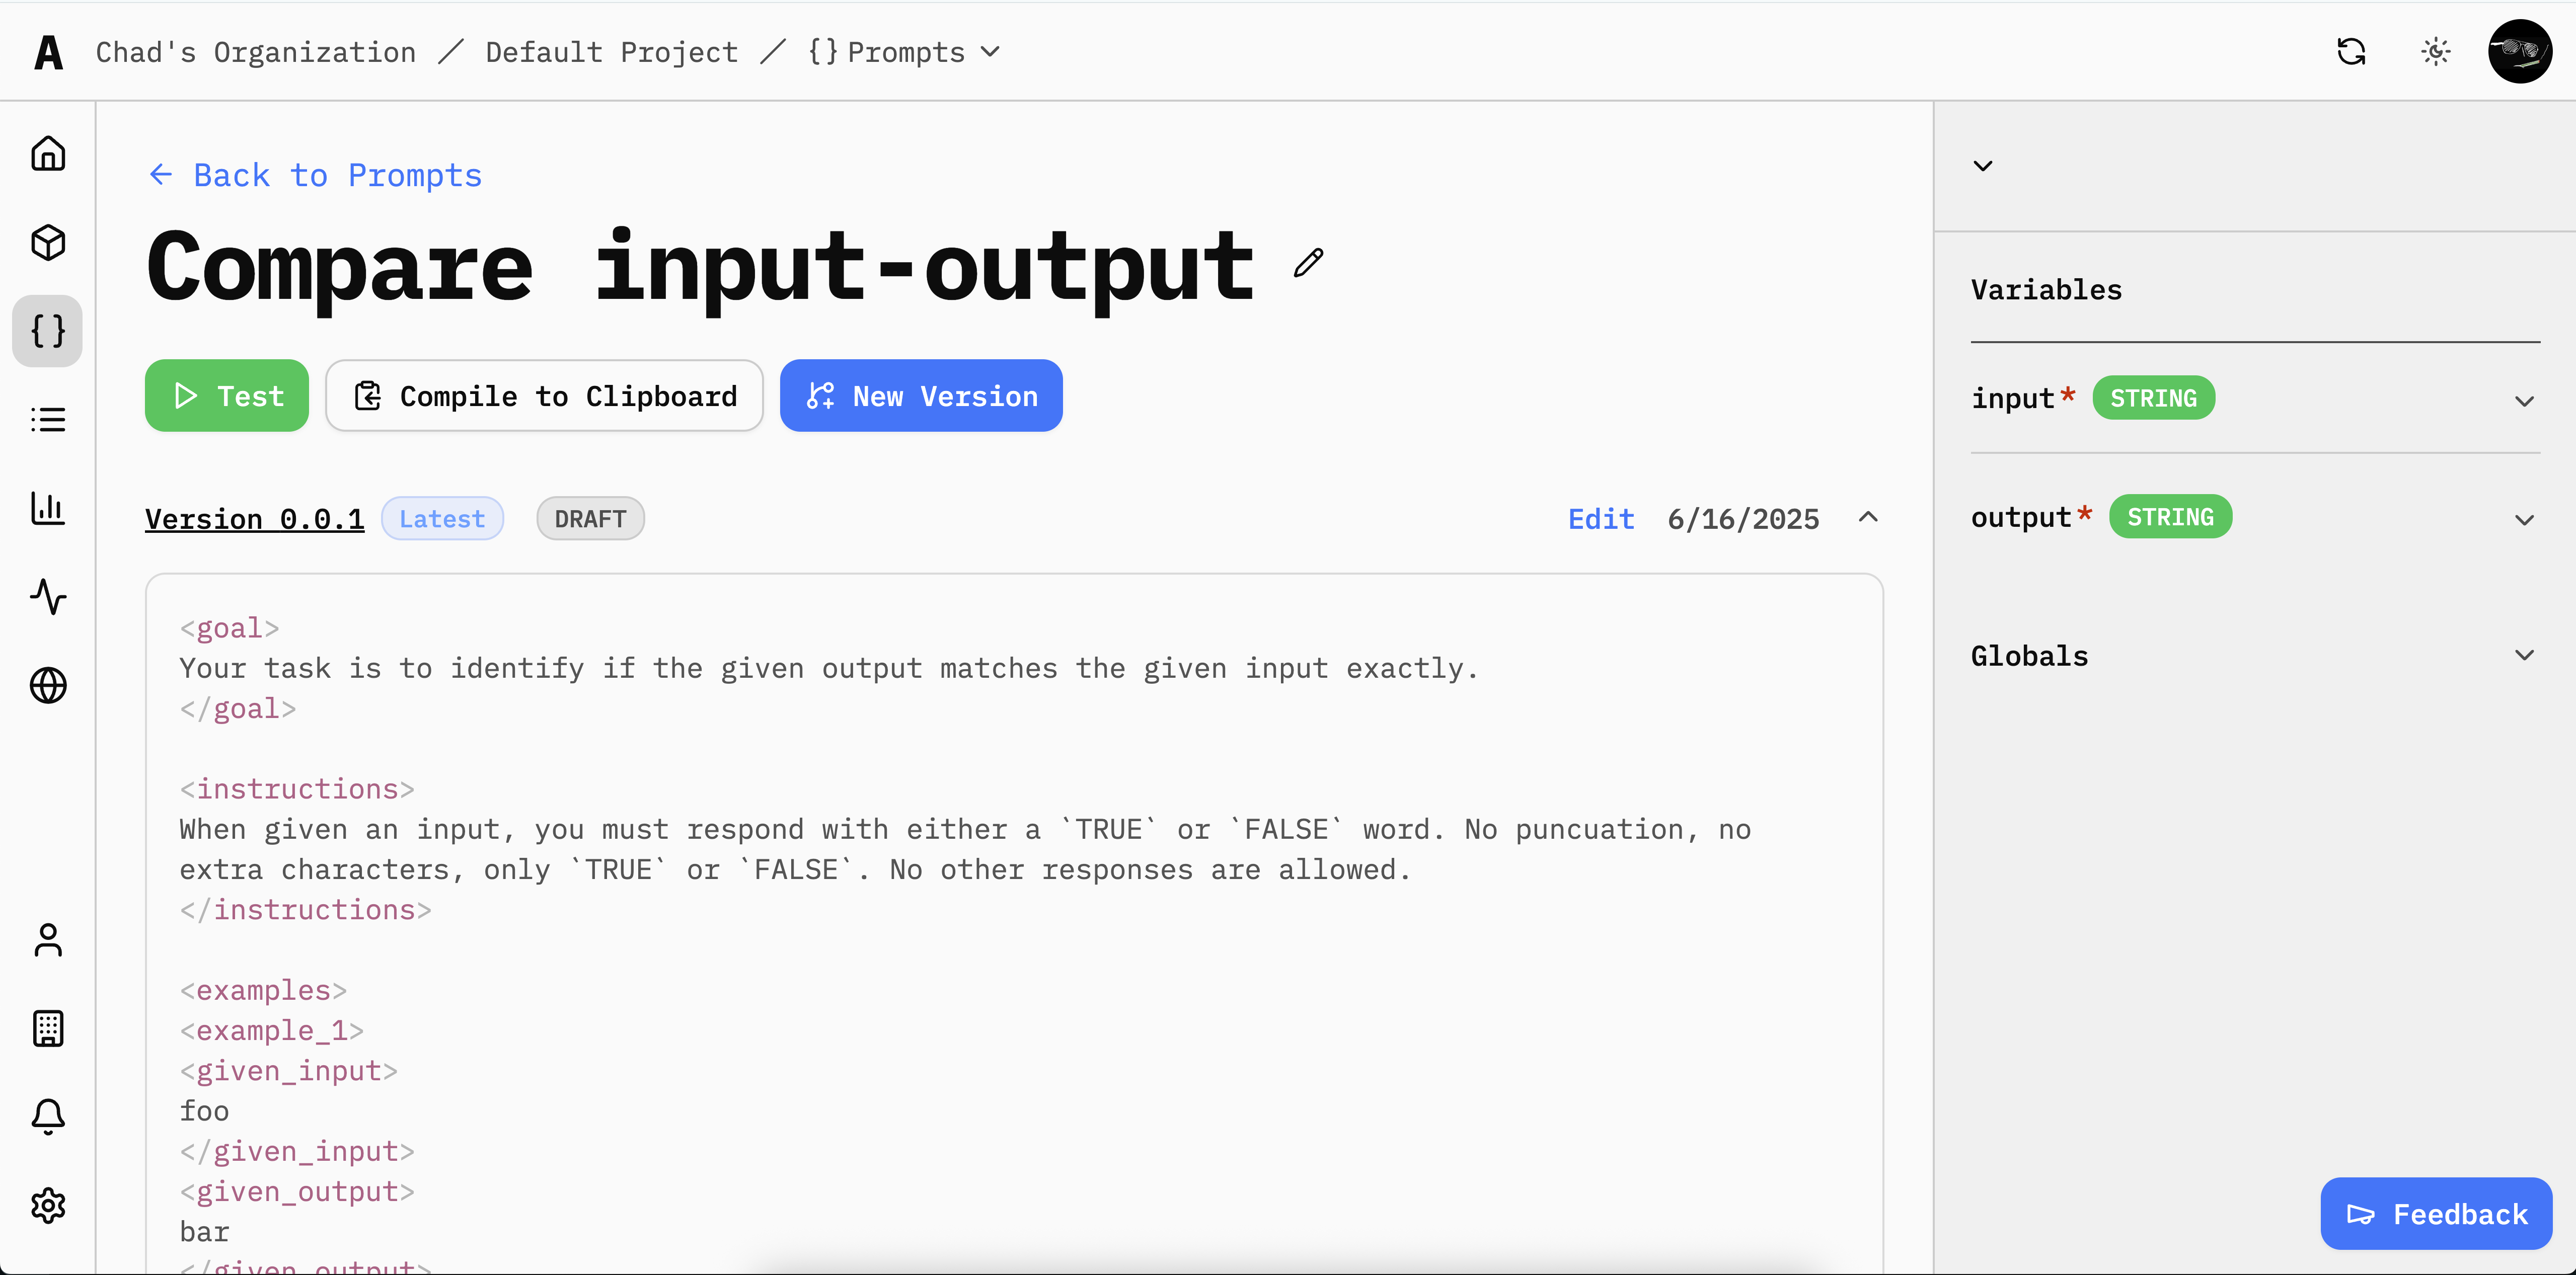 A Chad's Organization / Default Project / {} Prompts
← Back to Prompts
Compare input-output
Test Compile to Clipboard New Version
Version 0.0.1 Latest DRAFT Edit 6/16/2025
<goal>
Your task is to identify if the given output matches the given input exactly.
</goal>
<instructions>
When given an input, you must respond with either a `TRUE` or `FALSE` word. No puncuation, no
extra characters, only `TRUE` or `FALSE`. No other responses are allowed.
</instructions>
<examples>
<example_1>
<given_input>
foo
</given_input>
<given_output>
bar
</given_output>
Variables
input* STRING
output* STRING
Globals
Feedback